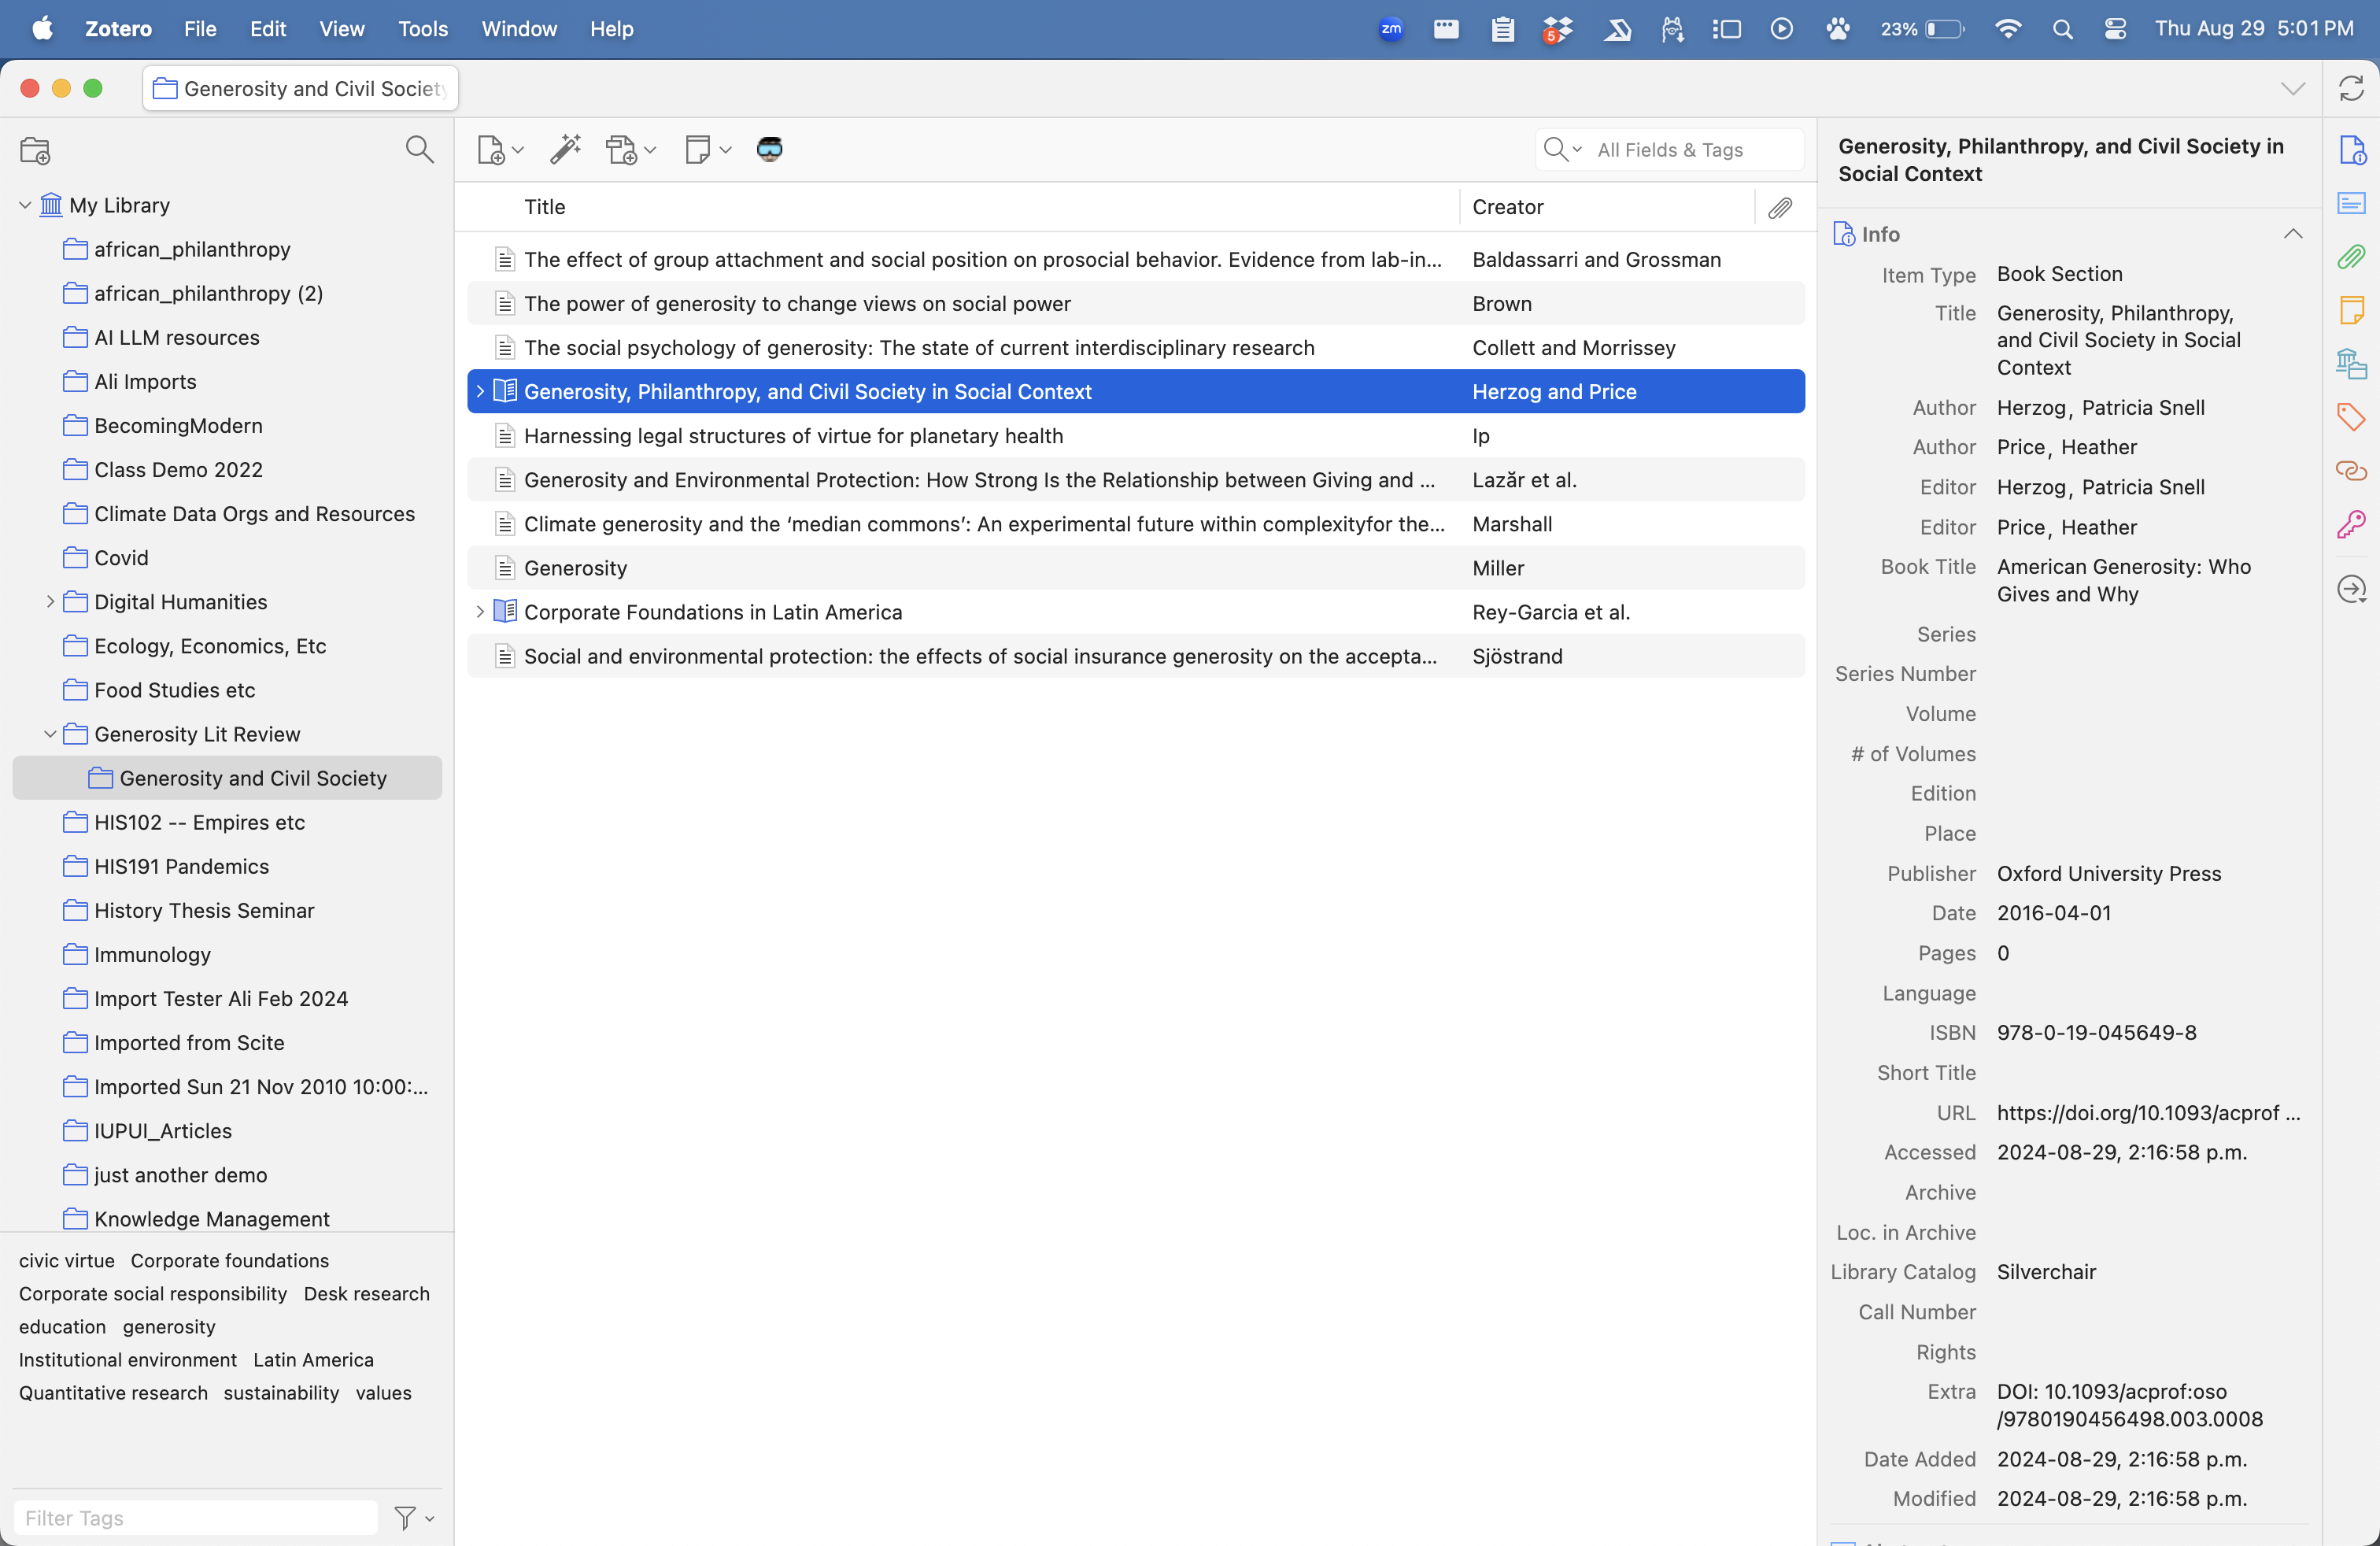 Zotero File Edit View Tools Window Help zm 5 23% Thu Aug 29 5:01 PM
Generosity and Civil Society
My Library
african_philanthropy
african_philanthropy (2)
AI LLM resources
Ali Imports
BecomingModern
Class Demo 2022
Climate Data Orgs and Resources
Covid
Digital Humanities
Ecology, Economics, Etc
Food Studies etc
Generosity Lit Review
Generosity and Civil Society
HIS102 -- Empires etc
HIS191 Pandemics
History Thesis Seminar
Immunology
Import Tester Ali Feb 2024
Imported from Scite
Imported Sun 21 Nov 2010 10:00:...
IUPUI_Articles
just another demo
Knowledge Management
civic virtue Corporate foundations
Corporate social responsibility Desk research
education generosity
Institutional environment Latin America
Quantitative research sustainability values
Filter Tags
All Fields & Tags
Title Creator
The effect of group attachment and social position on prosocial behavior. Evidence from lab-in... Baldassarri and Grossman
The power of generosity to change views on social power Brown
The social psychology of generosity: The state of current interdisciplinary research Collett and Morrissey
Generosity, Philanthropy, and Civil Society in Social Context Herzog and Price
Harnessing legal structures of virtue for planetary health Ip
Generosity and Environmental Protection: How Strong Is the Relationship between Giving and ... Lazăr et al.
Climate generosity and the ‘median commons’: An experimental future within complexityfor the... Marshall
Generosity Miller
Corporate Foundations in Latin America Rey-Garcia et al.
Social and environmental protection: the effects of social insurance generosity on the accepta... Sjöstrand
Generosity, Philanthropy, and Civil Society in
Social Context
Info
Item Type Book Section
Title Generosity, Philanthropy,
and Civil Society in Social
Context
Author Herzog, Patricia Snell
Author Price, Heather
Editor Herzog, Patricia Snell
Editor Price, Heather
Book Title American Generosity: Who
Gives and Why
Series
Series Number
Volume
# of Volumes
Edition
Place
Publisher Oxford University Press
Date 2016-04-01
Pages 0
Language
ISBN 978-0-19-045649-8
Short Title
URL https://doi.org/10.1093/acprof ...
Accessed 2024-08-29, 2:16:58 p.m.
Archive
Loc. in Archive
Library Catalog Silverchair
Call Number
Rights
Extra DOI: 10.1093/acprof:oso
/9780190456498.003.0008
Date Added 2024-08-29, 2:16:58 p.m.
Modified 2024-08-29, 2:16:58 p.m.